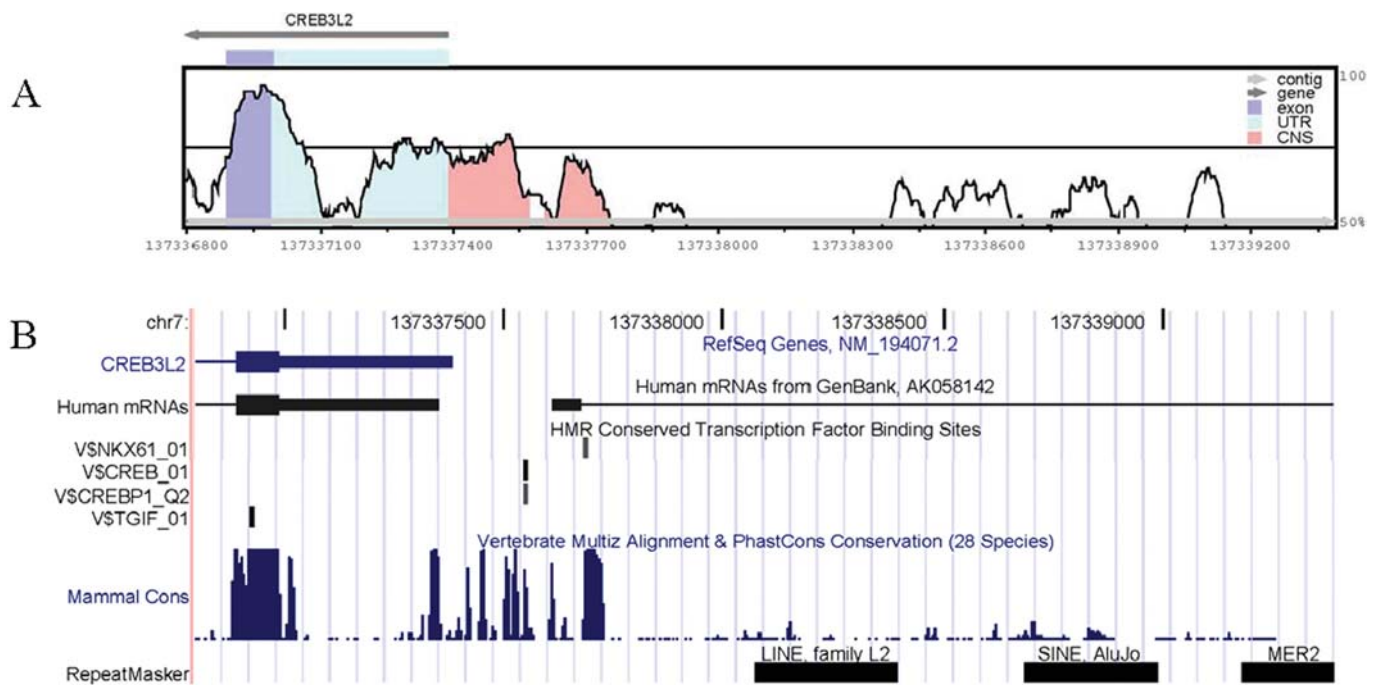 CREB3L2
A
100
contig
gene
exon
UTR
CNS
50%
137336800 137337100 137337400 137337700 137338000 137338300 137338600 137338900 137339200
B
chr7: 137337500 137338000 137338500 137339000
RefSeq Genes, NM_194071.2
CREB3L2
Human mRNAs from GenBank, AK058142
Human mRNAs
HMR Conserved Transcription Factor Binding Sites
V$NKX61_01
V$CREB_01
V$CREBP1_Q2
V$TGIF_01
Vertebrate Multiz Alignment & PhastCons Conservation (28 Species)
Mammal Cons
LINE, family L2 SINE, AluJo MER2
RepeatMasker